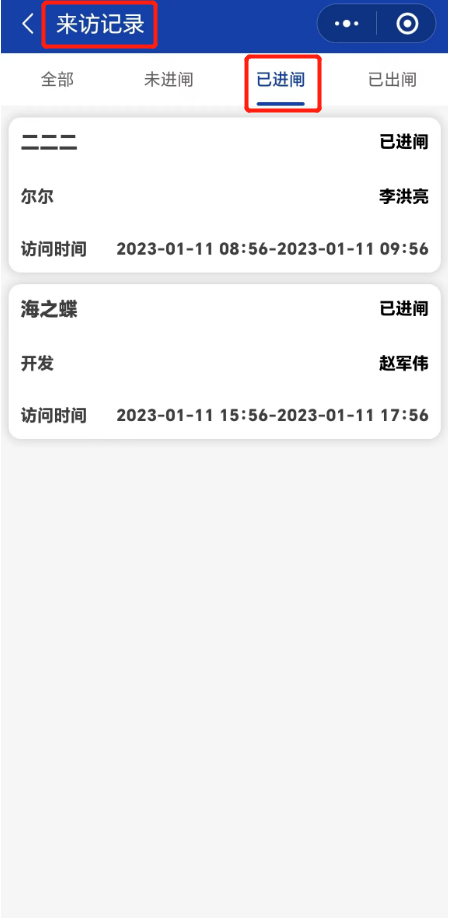 来访记录
全部 未进闸 已进闸 已出闸
二二二 已进闸
尔尔 李洪亮
访问时间 2023-01-11 08:56-2023-01-11 09:56
海之蝶 已进闸
开发 赵军伟
访问时间 2023-01-11 15:56-2023-01-11 17:56